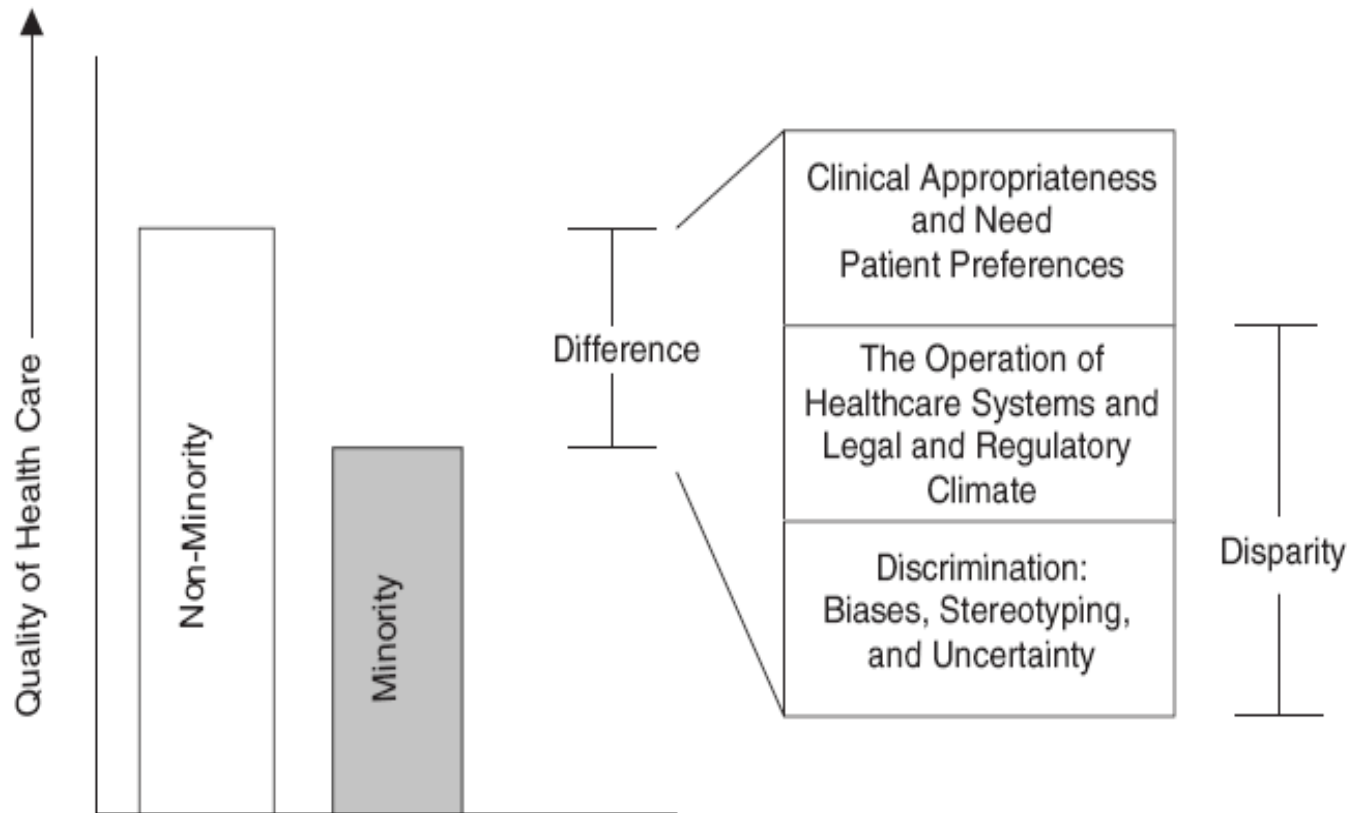 Quality of Health Care
Non-Minority
Minority
Difference
Clinical Appropriateness
and Need
Patient Preferences
The Operation of
Healthcare Systems and
Legal and Regulatory
Climate
Discrimination:
Biases, Stereotyping,
and Uncertainty
Disparity